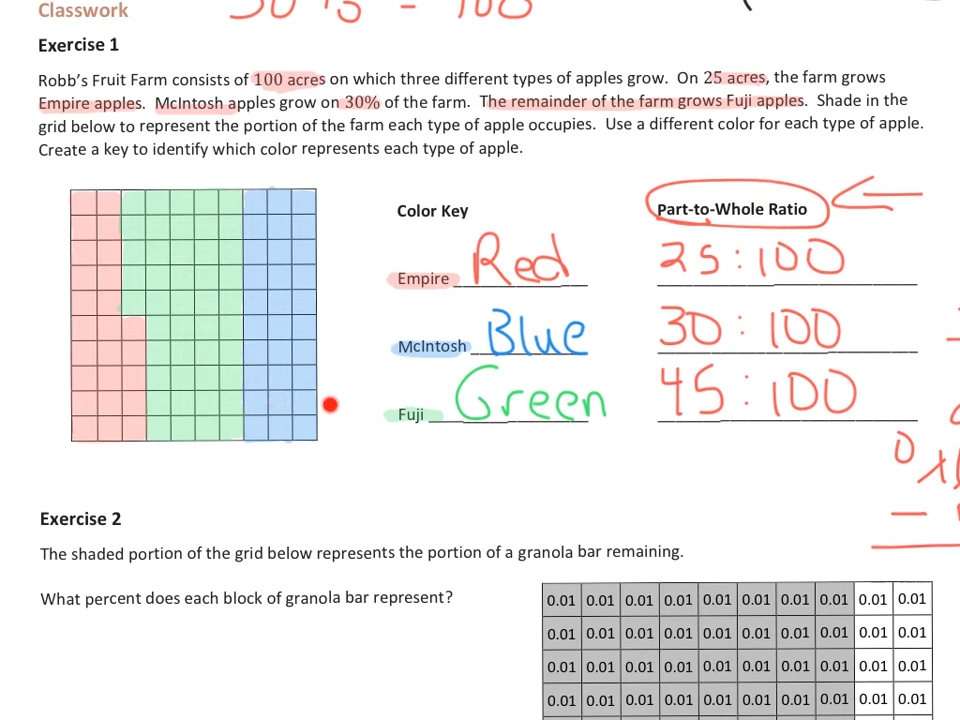 Classwork
Exercise 1
Robb's Fruit Farm consists of 100 acres on which three different types of apples grow. On 25 acres, the farm grows
Empire apples. McIntosh apples grow on 30% of the farm. The remainder of the farm grows Fuji apples. Shade in the
grid below to represent the portion of the farm each type of apple occupies. Use a different color for each type of apple.
Create a key to identify which color represents each type of apple.
Color Key
Part-to-Whole Ratio
Empire Red 25:100
McIntosh Blue 30:100
Fuji Green 45:100
Exercise 2
The shaded portion of the grid below represents the portion of a granola bar remaining.
What percent does each block of granola bar represent?
0.01 0.01 0.01 0.01 0.01 0.01 0.01 0.01 0.01 0.01
0.01 0.01 0.01 0.01 0.01 0.01 0.01 0.01 0.01 0.01
0.01 0.01 0.01 0.01 0.01 0.01 0.01 0.01 0.01 0.01
0.01 0.01 0.01 0.01 0.01 0.01 0.01 0.01 0.01 0.01